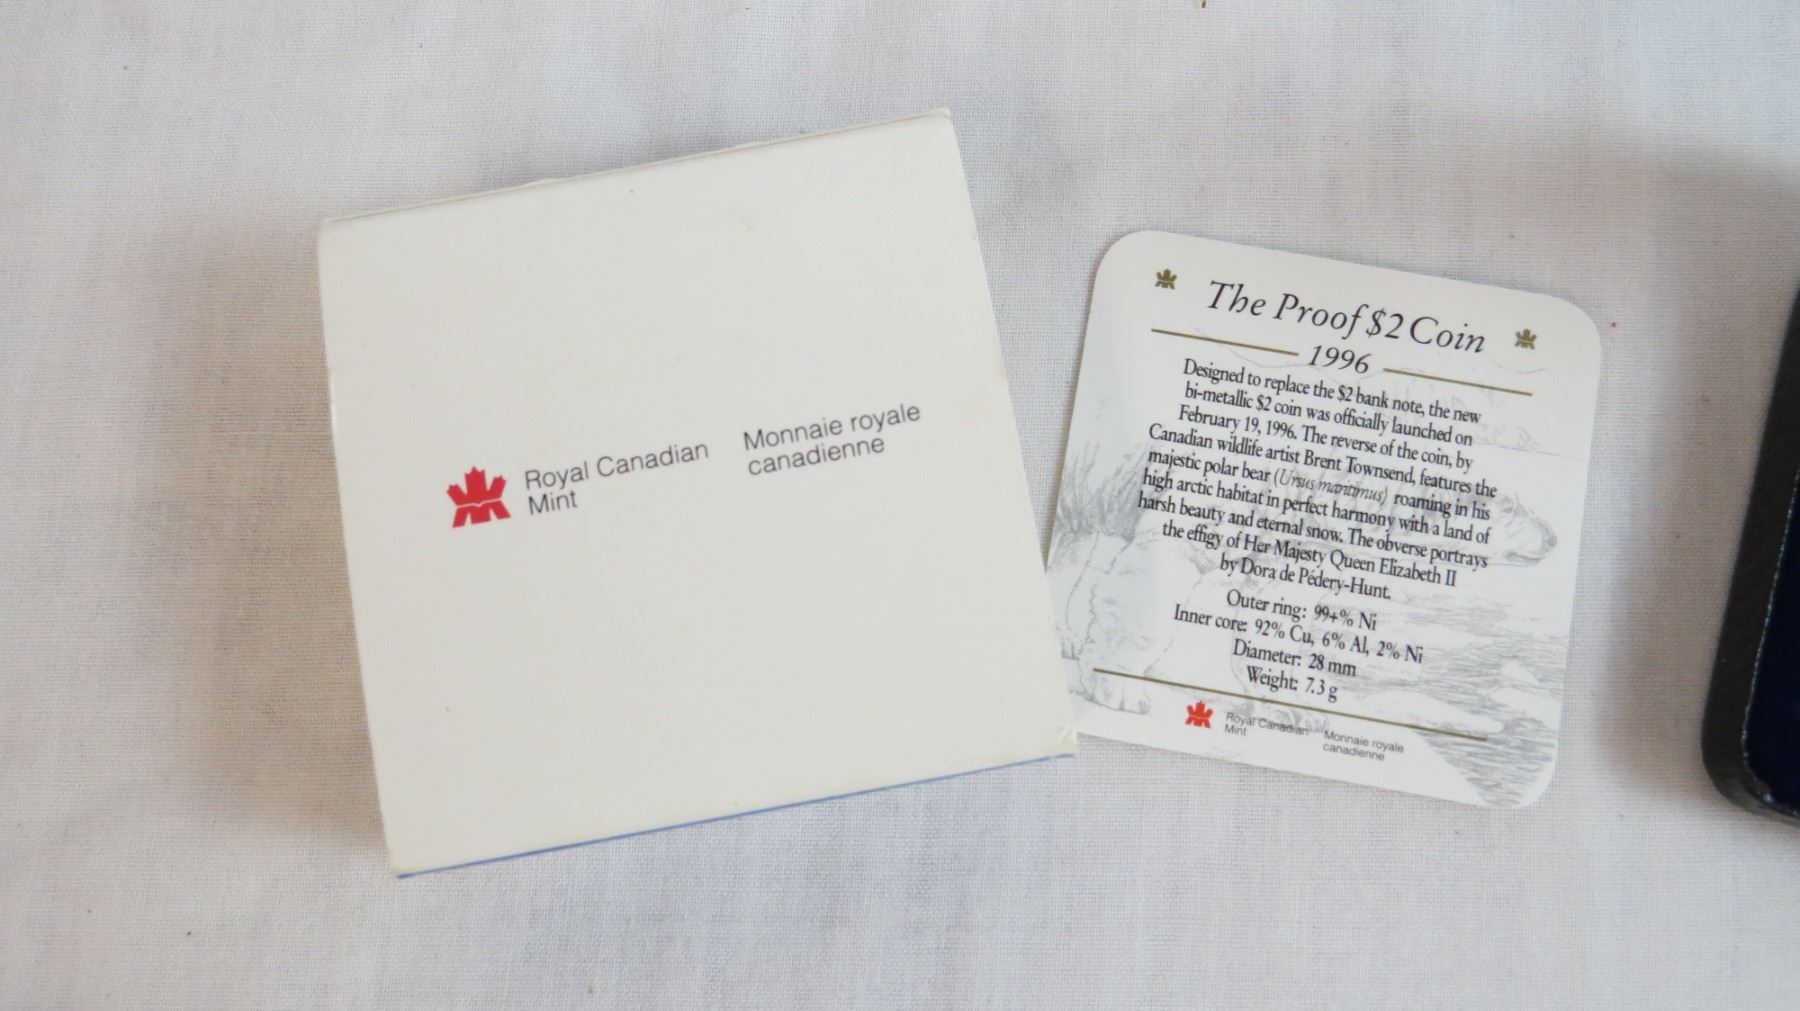 Royal Canadian
Mint
Monnaie royale
canadienne
The Proof $2 Coin
1996
Designed to replace the $2 bank note, the new
bi-metallic $2 coin was officially launched on
February 19, 1996. The reverse of the coin, by
Canadian wildlife artist Brent Townsend, features the
majestic polar bear (Ursus maritimus) roaming in his
high arctic habitat in perfect harmony with a land of
harsh beauty and eternal snow. The obverse portrays
the effigy of Her Majesty Queen Elizabeth II
by Dora de Pédery-Hunt.
Outer ring: 99+% Ni
Inner core: 92% Cu, 6% Al, 2% Ni
Diameter: 28 mm
Weight: 7.3 g
Royal Canadian
Mint
Monnaie royale
canadienne